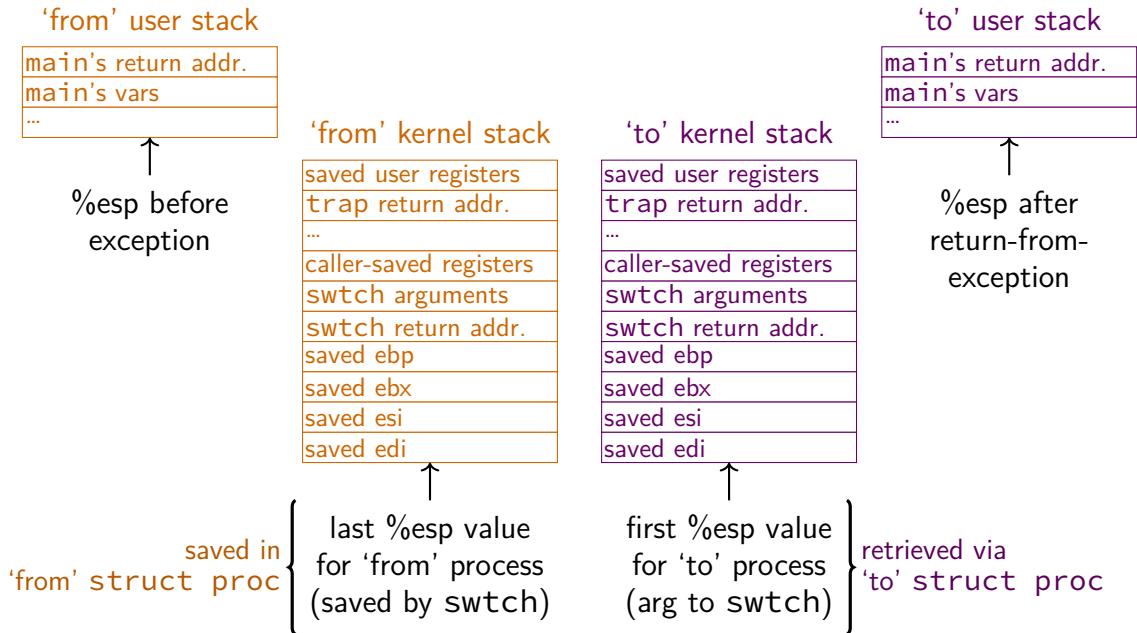 ‘from’ user stack
main's return addr.
main's vars
...
%esp before
exception
‘from’ kernel stack
saved user registers
trap return addr.
...
caller-saved registers
swtch arguments
swtch return addr.
saved ebp
saved ebx
saved esi
saved edi
saved in
‘from’ struct proc
last %esp value
for ‘from’ process
(saved by swtch)
‘to’ kernel stack
saved user registers
trap return addr.
...
caller-saved registers
swtch arguments
swtch return addr.
saved ebp
saved ebx
saved esi
saved edi
first %esp value
for ‘to’ process
(arg to swtch)
retrieved via
‘to’ struct proc
‘to’ user stack
main's return addr.
main's vars
...
%esp after
return-from-
exception